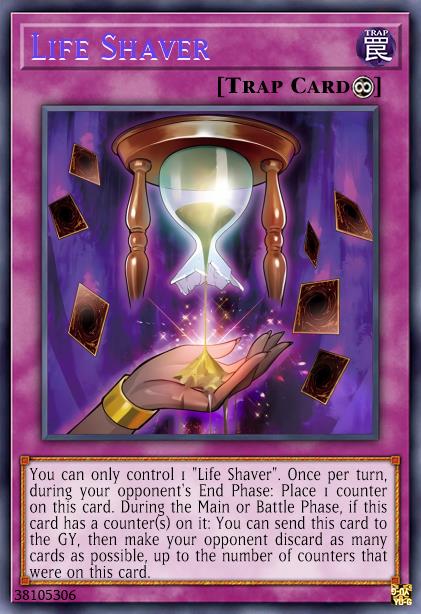 Life Shaver
TRAP
罠
[Trap Card]
You can only control 1 "Life Shaver". Once per turn,
during your opponent's End Phase: Place 1 counter
on this card. During the Main or Battle Phase, if this
card has a counter(s) on it: You can send this card to
the GY, then make your opponent discard as many
cards as possible, up to the number of counters that
were on this card.
38105306